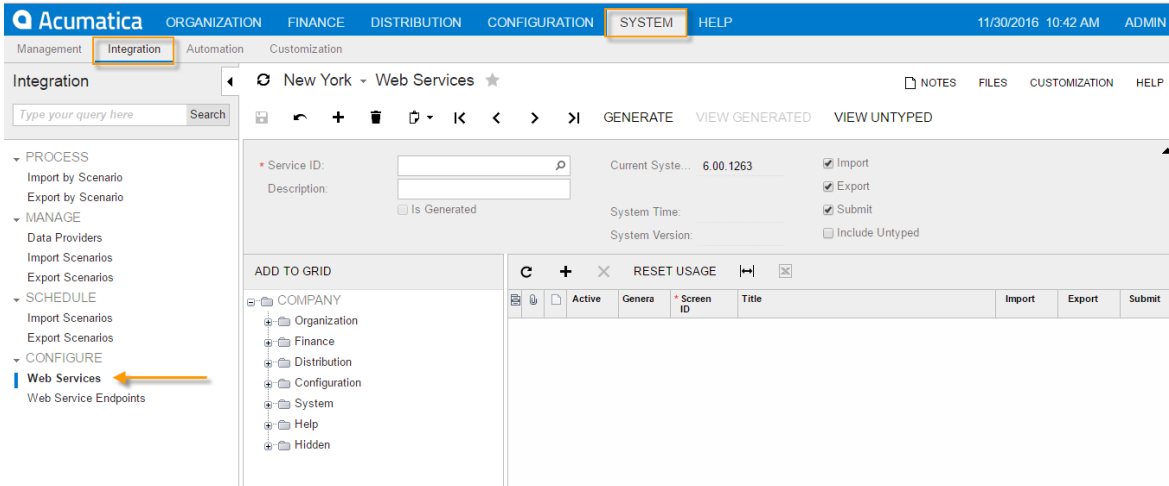 Acumatica ORGANIZATION FINANCE DISTRIBUTION CONFIGURATION SYSTEM HELP 11/30/2016 10:42 AM ADMIN
Management Integration Automation Customization
Integration
New York Web Services
NOTES FILES CUSTOMIZATION HELP
Type your query here Search
GENERATE VIEW GENERATED VIEW UNTYPED
PROCESS
Import by Scenario
Export by Scenario
MANAGE
Data Providers
Import Scenarios
Export Scenarios
SCHEDULE
Import Scenarios
Export Scenarios
CONFIGURE
Web Services
Web Service Endpoints
* Service ID:
Description:
Is Generated
Current Syste... 6.00.1263
System Time:
System Version:
Import
Export
Submit
Include Untyped
ADD TO GRID
COMPANY
Organization
Finance
Distribution
Configuration
System
Help
Hidden
RESET USAGE
Active Genera * Screen ID Title Import Export Submit